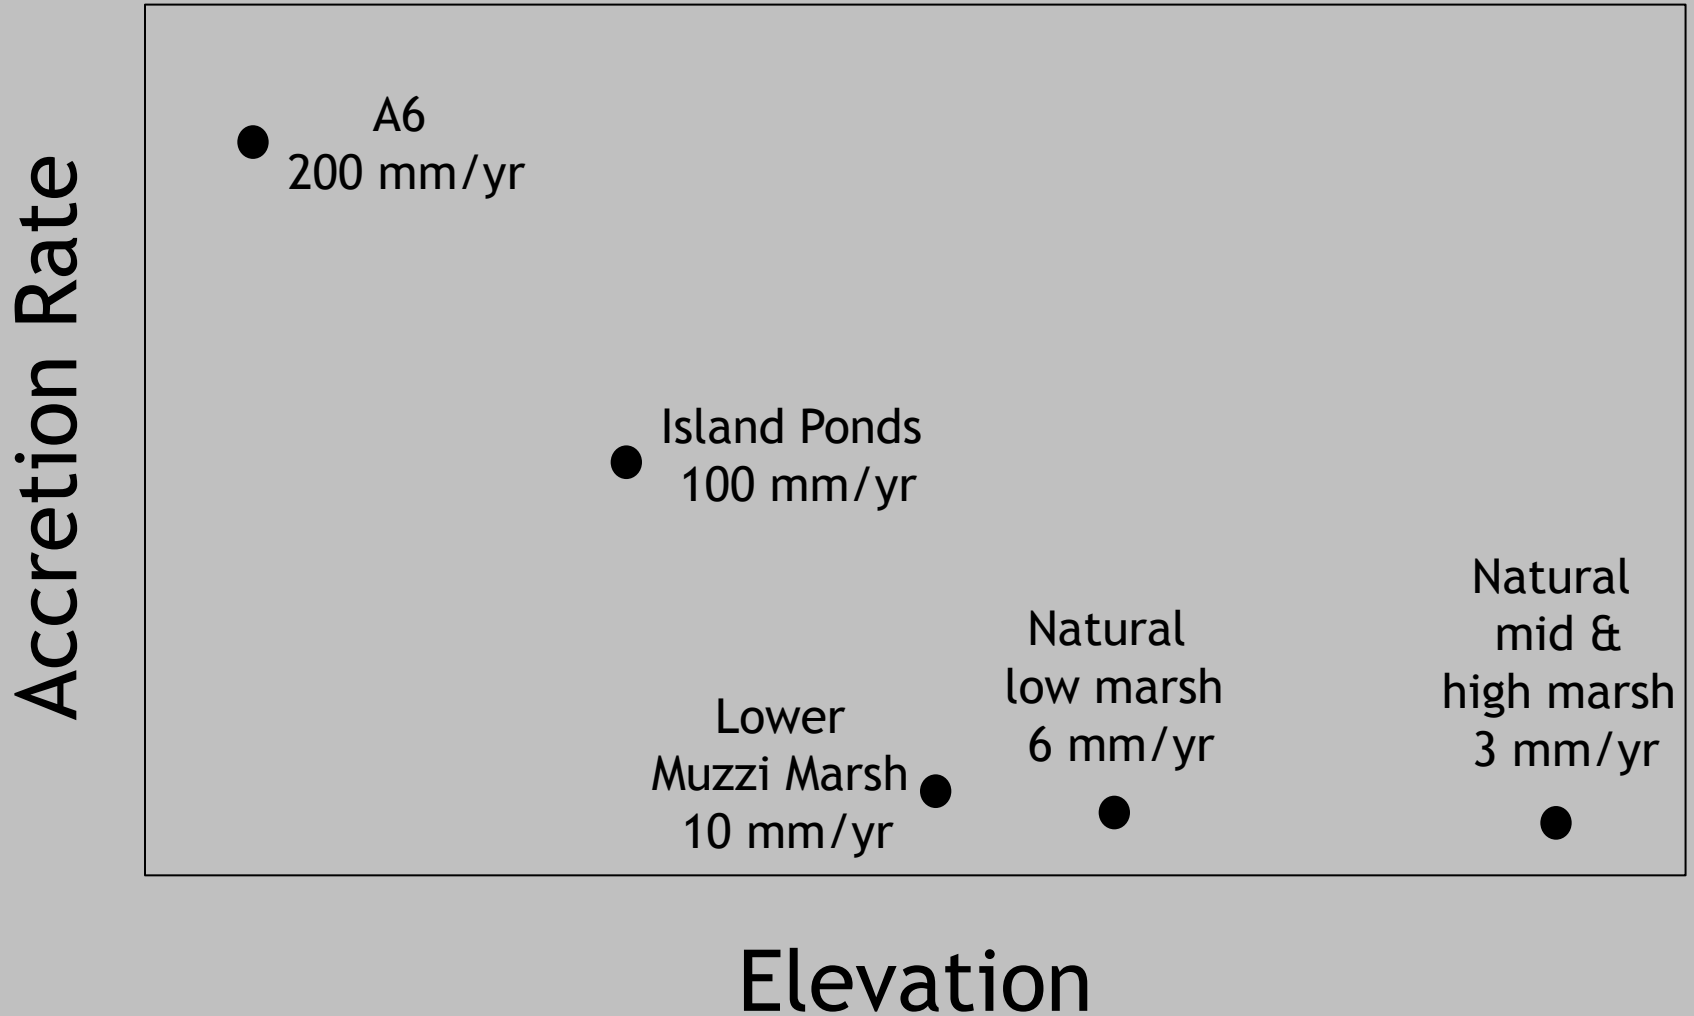 Accretion Rate
A6
200 mm/yr
Island Ponds
100 mm/yr
Lower
Muzzi Marsh
10 mm/yr
Natural
low marsh
6 mm/yr
Natural
mid &
high marsh
3 mm/yr
Elevation